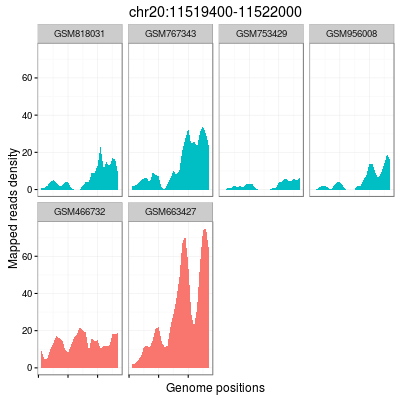 chr20:11519400-11522000
GSM818031 GSM767343 GSM753429 GSM956008
60
40
20
0
GSM466732 GSM663427
60
40
20
0
Mapped reads density
Genome positions